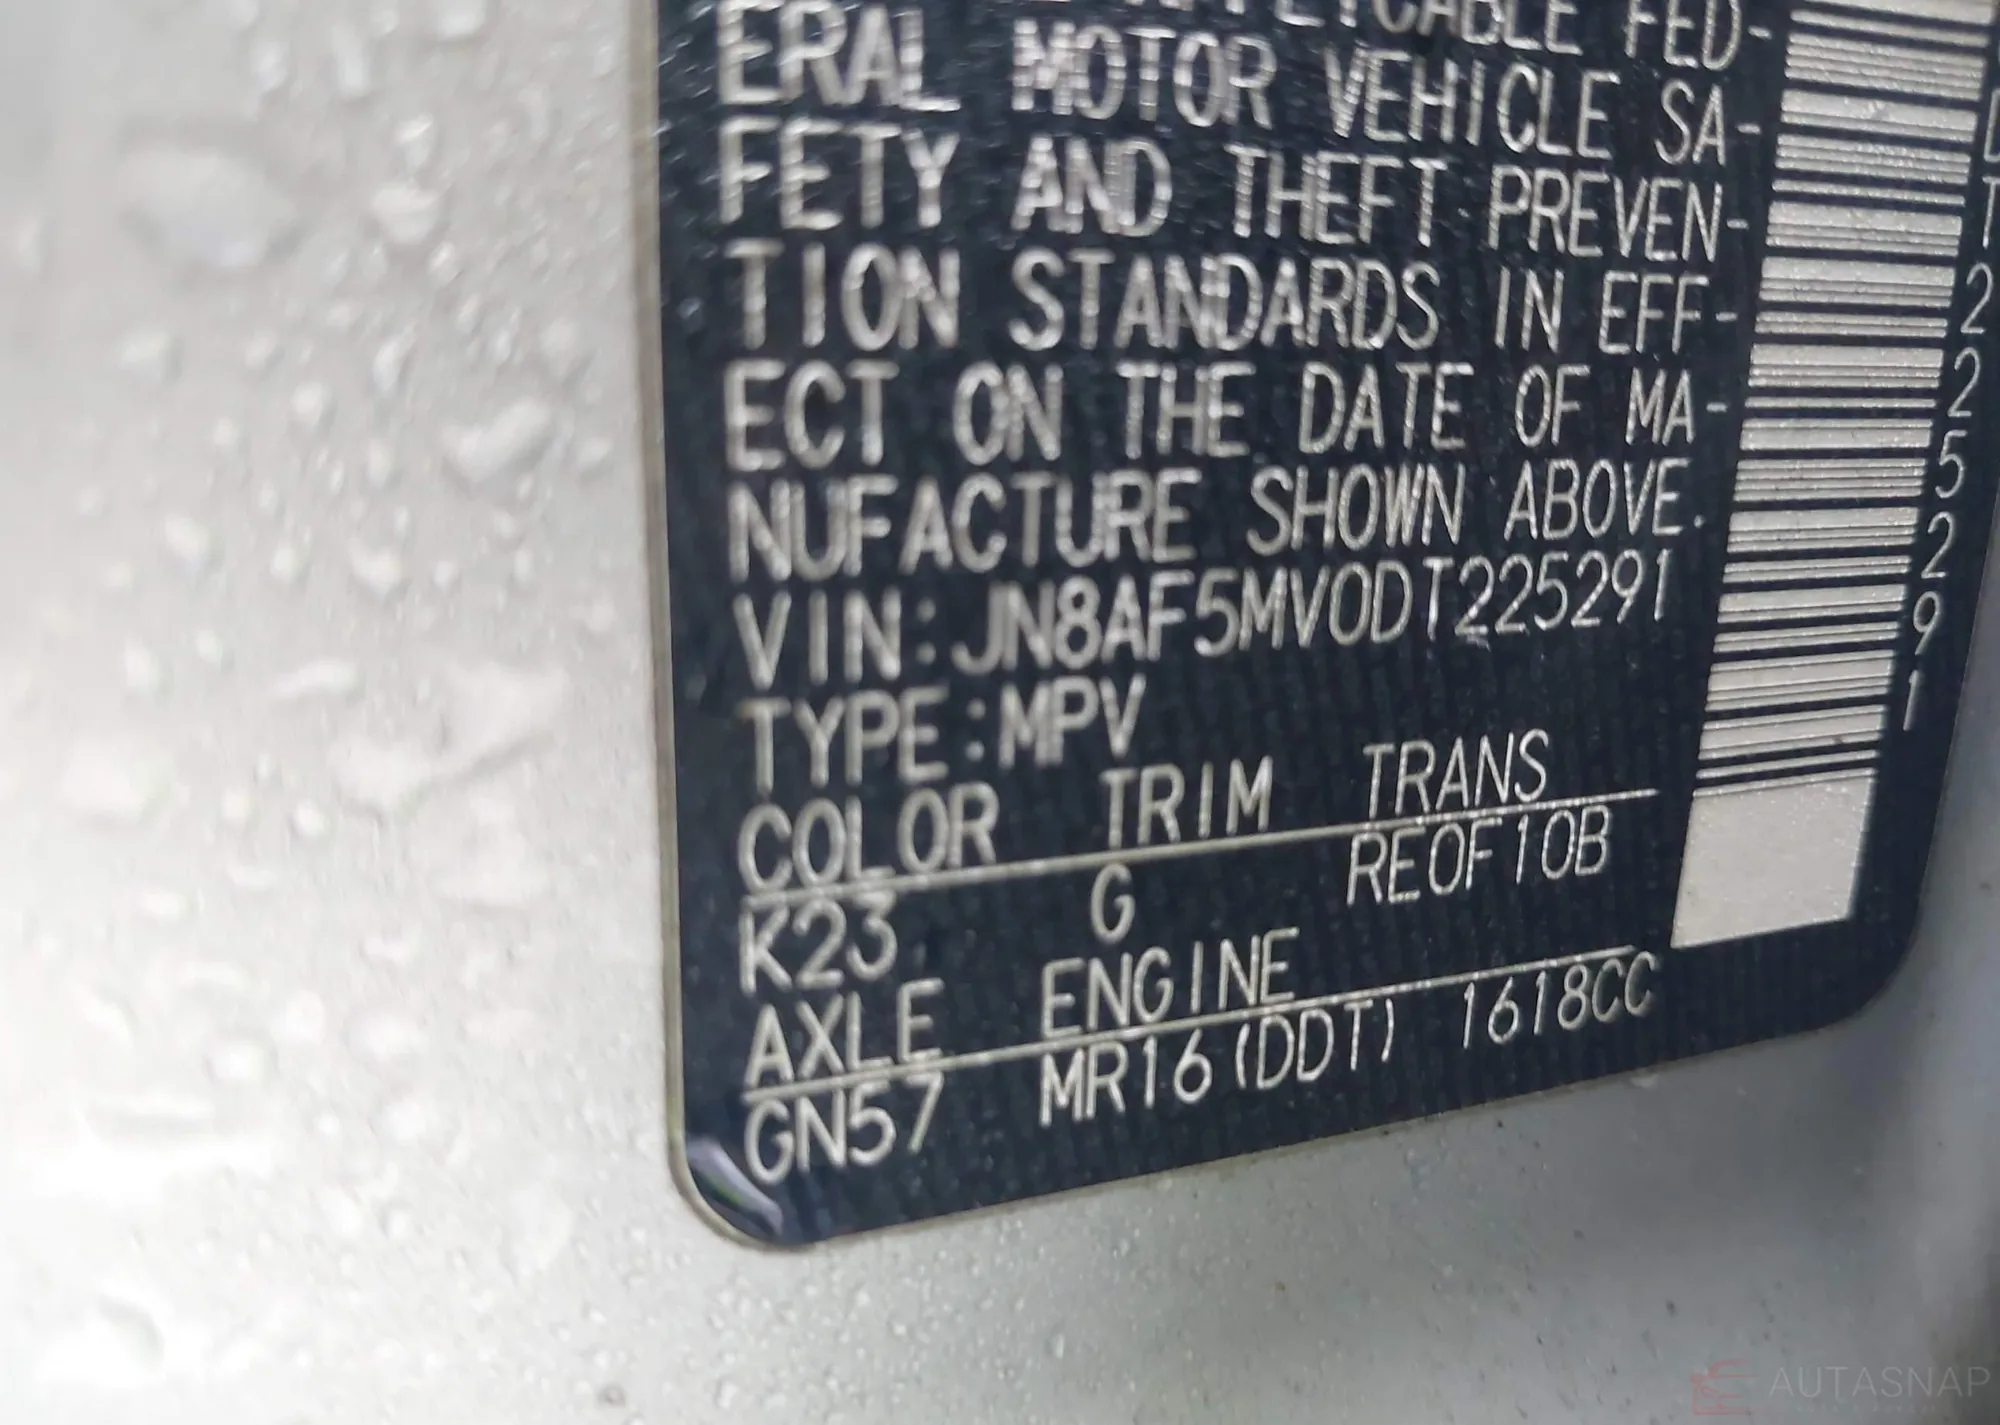 ERAL MOTOR VEHICLE SA-
FETY AND THEFT PREVEN-
TION STANDARDS IN EFF-
ECT ON THE DATE OF MA-
NUFACTURE SHOWN ABOVE.
VIN:JN8AF5MV0DT225291
TYPE:MPV
COLOR TRIM TRANS
K23 G RE0F10B
AXLE ENGINE
GN57 MR16(DDT) 1618CC
DT225291
AUTASNAP